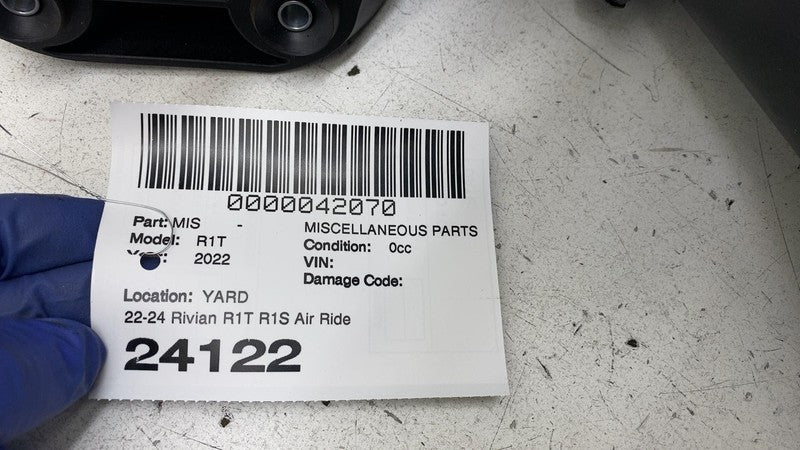 0000042070
Part: MIS - MISCELLANEOUS PARTS
Model: R1T Condition: 0cc
2022 VIN:
Damage Code:
Location: YARD
22-24 Rivian R1T R1S Air Ride
24122